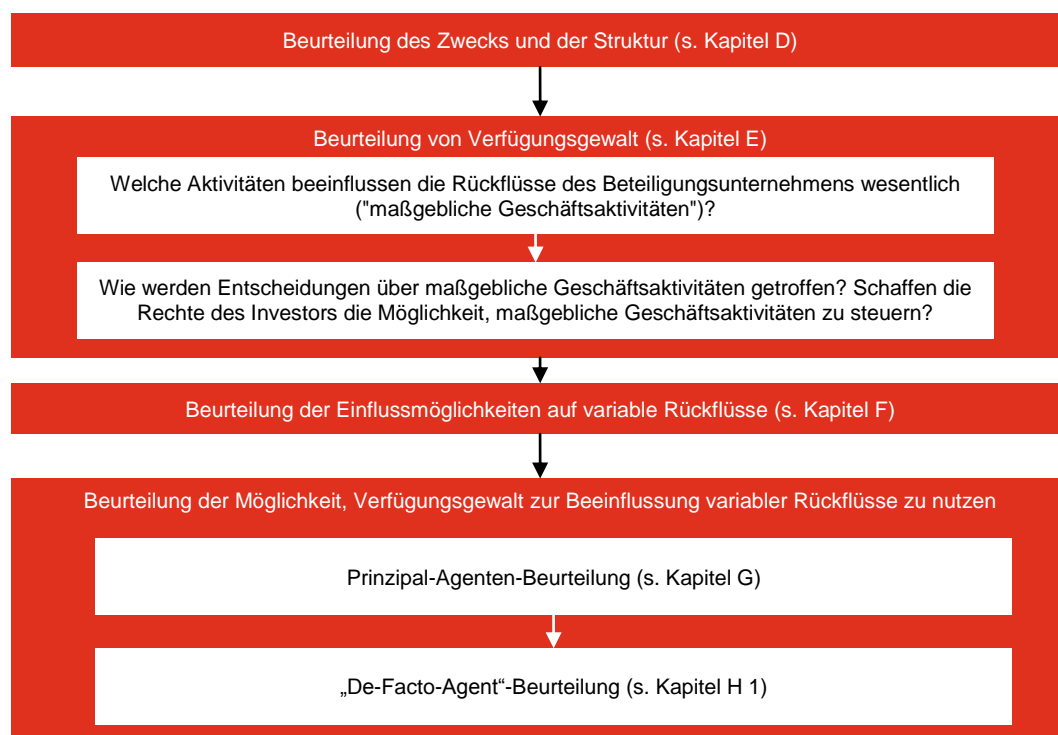 Beurteilung des Zwecks und der Struktur (s. Kapitel D)
Beurteilung von Verfügungsgewalt (s. Kapitel E)
Welche Aktivitäten beeinflussen die Rückflüsse des Beteiligungsunternehmens wesentlich
("maßgebliche Geschäftsaktivitäten")?
Wie werden Entscheidungen über maßgebliche Geschäftsaktivitäten getroffen? Schaffen die
Rechte des Investors die Möglichkeit, maßgebliche Geschäftsaktivitäten zu steuern?
Beurteilung der Einflussmöglichkeiten auf variable Rückflüsse (s. Kapitel F)
Beurteilung der Möglichkeit, Verfügungsgewalt zur Beeinflussung variabler Rückflüsse zu nutzen
Prinzipal-Agenten-Beurteilung (s. Kapitel G)
„De-Facto-Agent“-Beurteilung (s. Kapitel H 1)